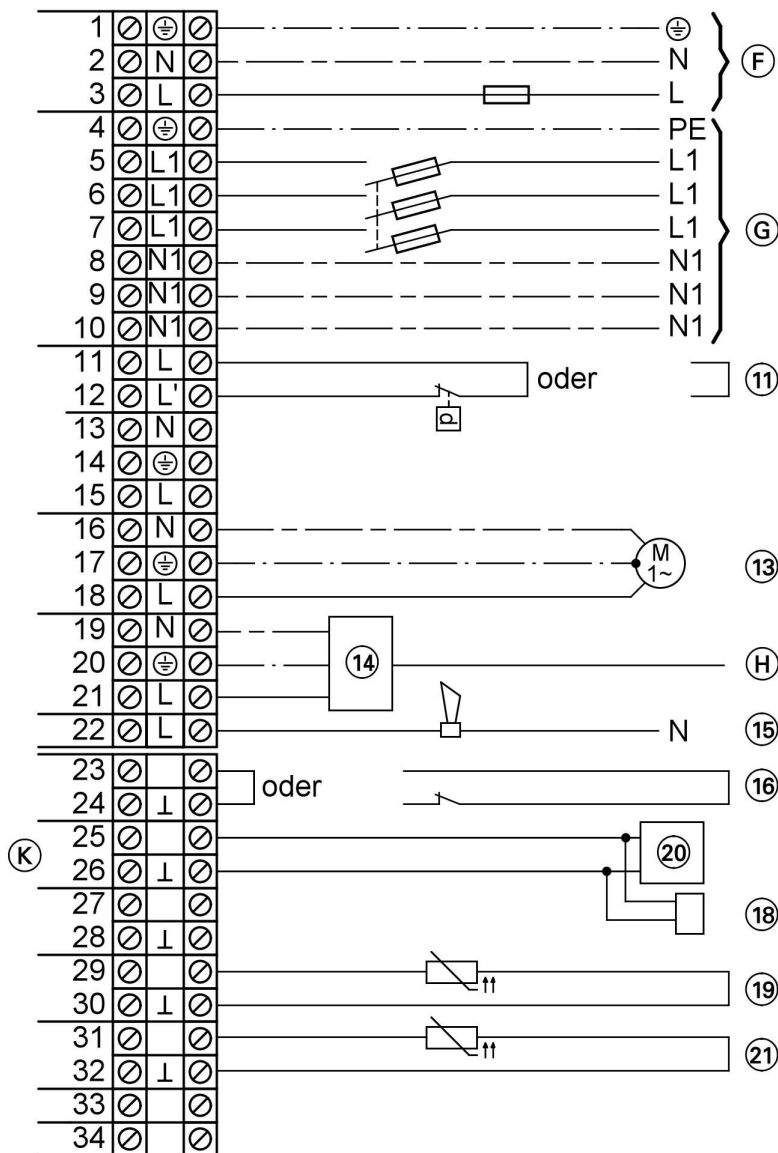 1 ⏚ ⏚
2 N N Ⓕ
3 L L
4 ⏚ PE
5 L1 L1
6 L1 L1
7 L1 L1 Ⓖ
8 N1 N1
9 N1 N1
10 N1 N1
11 L oder ⑪
12 L'
p
13 N
14 ⏚
15 L
16 N
17 ⏚ M 1~ ⑬
18 L
19 N
20 ⏚ ⑭ Ⓗ
21 L
22 L N ⑮
23 oder ⑯
24 ⊥
25
Ⓚ ⑳
26 ⊥
27 ⑱
28 ⊥
29
30 ⊥ ⑲
31
32 ⊥ ㉑
33
34